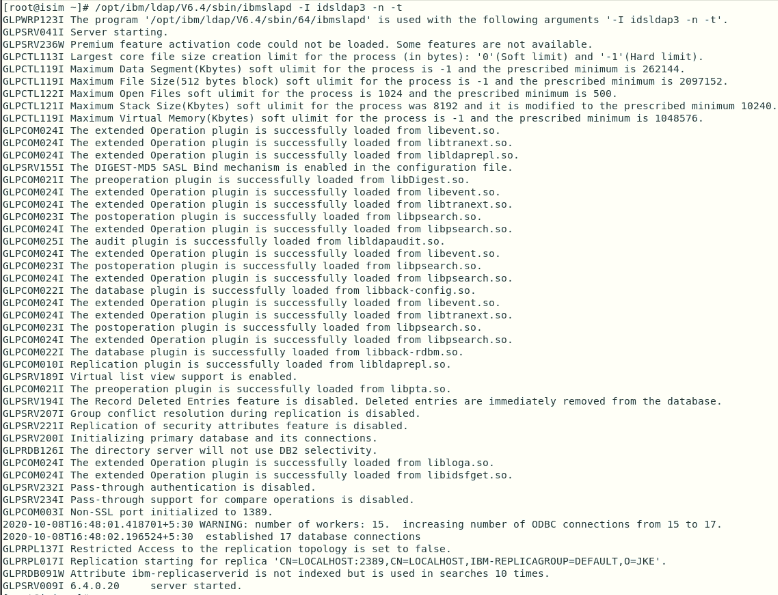 [root@isim ~]# /opt/ibm/ldap/V6.4/sbin/ibmslapd -I idsldap3 -n -t
GLPWRP123I The program '/opt/ibm/ldap/V6.4/sbin/64/ibmslapd' is used with the following arguments '-I idsldap3 -n -t'.
GLPSRV041I Server starting.
GLPSRV236W Premium feature activation code could not be loaded. Some features are not available.
GLPCTL113I Largest core file size creation limit for the process (in bytes): '0'(Soft limit) and '-1'(Hard limit).
GLPCTL119I Maximum Data Segment(Kbytes) soft ulimit for the process is -1 and the prescribed minimum is 262144.
GLPCTL119I Maximum File Size(512 bytes block) soft ulimit for the process is -1 and the prescribed minimum is 2097152.
GLPCTL122I Maximum Open Files soft ulimit for the process is 1024 and the prescribed minimum is 500.
GLPCTL121I Maximum Stack Size(Kbytes) soft ulimit for the process was 8192 and it is modified to the prescribed minimum 10240.
GLPCTL119I Maximum Virtual Memory(Kbytes) soft ulimit for the process is -1 and the prescribed minimum is 1048576.
GLPCOM024I The extended Operation plugin is successfully loaded from libevent.so.
GLPCOM024I The extended Operation plugin is successfully loaded from libtranext.so.
GLPCOM024I The extended Operation plugin is successfully loaded from libldaprepl.so.
GLPSRV155I The DIGEST-MD5 SASL Bind mechanism is enabled in the configuration file.
GLPCOM021I The preoperation plugin is successfully loaded from libDigest.so.
GLPCOM024I The extended Operation plugin is successfully loaded from libevent.so.
GLPCOM024I The extended Operation plugin is successfully loaded from libtranext.so.
GLPCOM023I The postoperation plugin is successfully loaded from libpsearch.so.
GLPCOM024I The extended Operation plugin is successfully loaded from libpsearch.so.
GLPCOM025I The audit plugin is successfully loaded from libldapaudit.so.
GLPCOM024I The extended Operation plugin is successfully loaded from libevent.so.
GLPCOM023I The postoperation plugin is successfully loaded from libpsearch.so.
GLPCOM024I The extended Operation plugin is successfully loaded from libpsearch.so.
GLPCOM022I The database plugin is successfully loaded from libback-config.so.
GLPCOM024I The extended Operation plugin is successfully loaded from libevent.so.
GLPCOM024I The extended Operation plugin is successfully loaded from libtranext.so.
GLPCOM023I The postoperation plugin is successfully loaded from libpsearch.so.
GLPCOM024I The extended Operation plugin is successfully loaded from libpsearch.so.
GLPCOM022I The database plugin is successfully loaded from libback-rdbm.so.
GLPCOM010I Replication plugin is successfully loaded from libldaprepl.so.
GLPSRV189I Virtual list view support is enabled.
GLPCOM021I The preoperation plugin is successfully loaded from libpta.so.
GLPSRV194I The Record Deleted Entries feature is disabled. Deleted entries are immediately removed from the database.
GLPSRV207I Group conflict resolution during replication is disabled.
GLPSRV221I Replication of security attributes feature is disabled.
GLPSRV200I Initializing primary database and its connections.
GLPRDB126I The directory server will not use DB2 selectivity.
GLPCOM024I The extended Operation plugin is successfully loaded from libloga.so.
GLPCOM024I The extended Operation plugin is successfully loaded from libidsfget.so.
GLPSRV232I Pass-through authentication is disabled.
GLPSRV234I Pass-through support for compare operations is disabled.
GLPCOM003I Non-SSL port initialized to 1389.
2020-10-08T16:48:01.418701+5:30 WARNING: number of workers: 15.  increasing number of ODBC connections from 15 to 17.
2020-10-08T16:48:02.196524+5:30  established 17 database connections
GLPRPL137I Restricted Access to the replication topology is set to false.
GLPRPL017I Replication starting for replica 'CN=LOCALHOST:2389,CN=LOCALHOST,IBM-REPLICAGROUP=DEFAULT,O=JKE'.
GLPRDB091W Attribute ibm-replicaserverid is not indexed but is used in searches 10 times.
GLPSRV009I 6.4.0.20     server started.